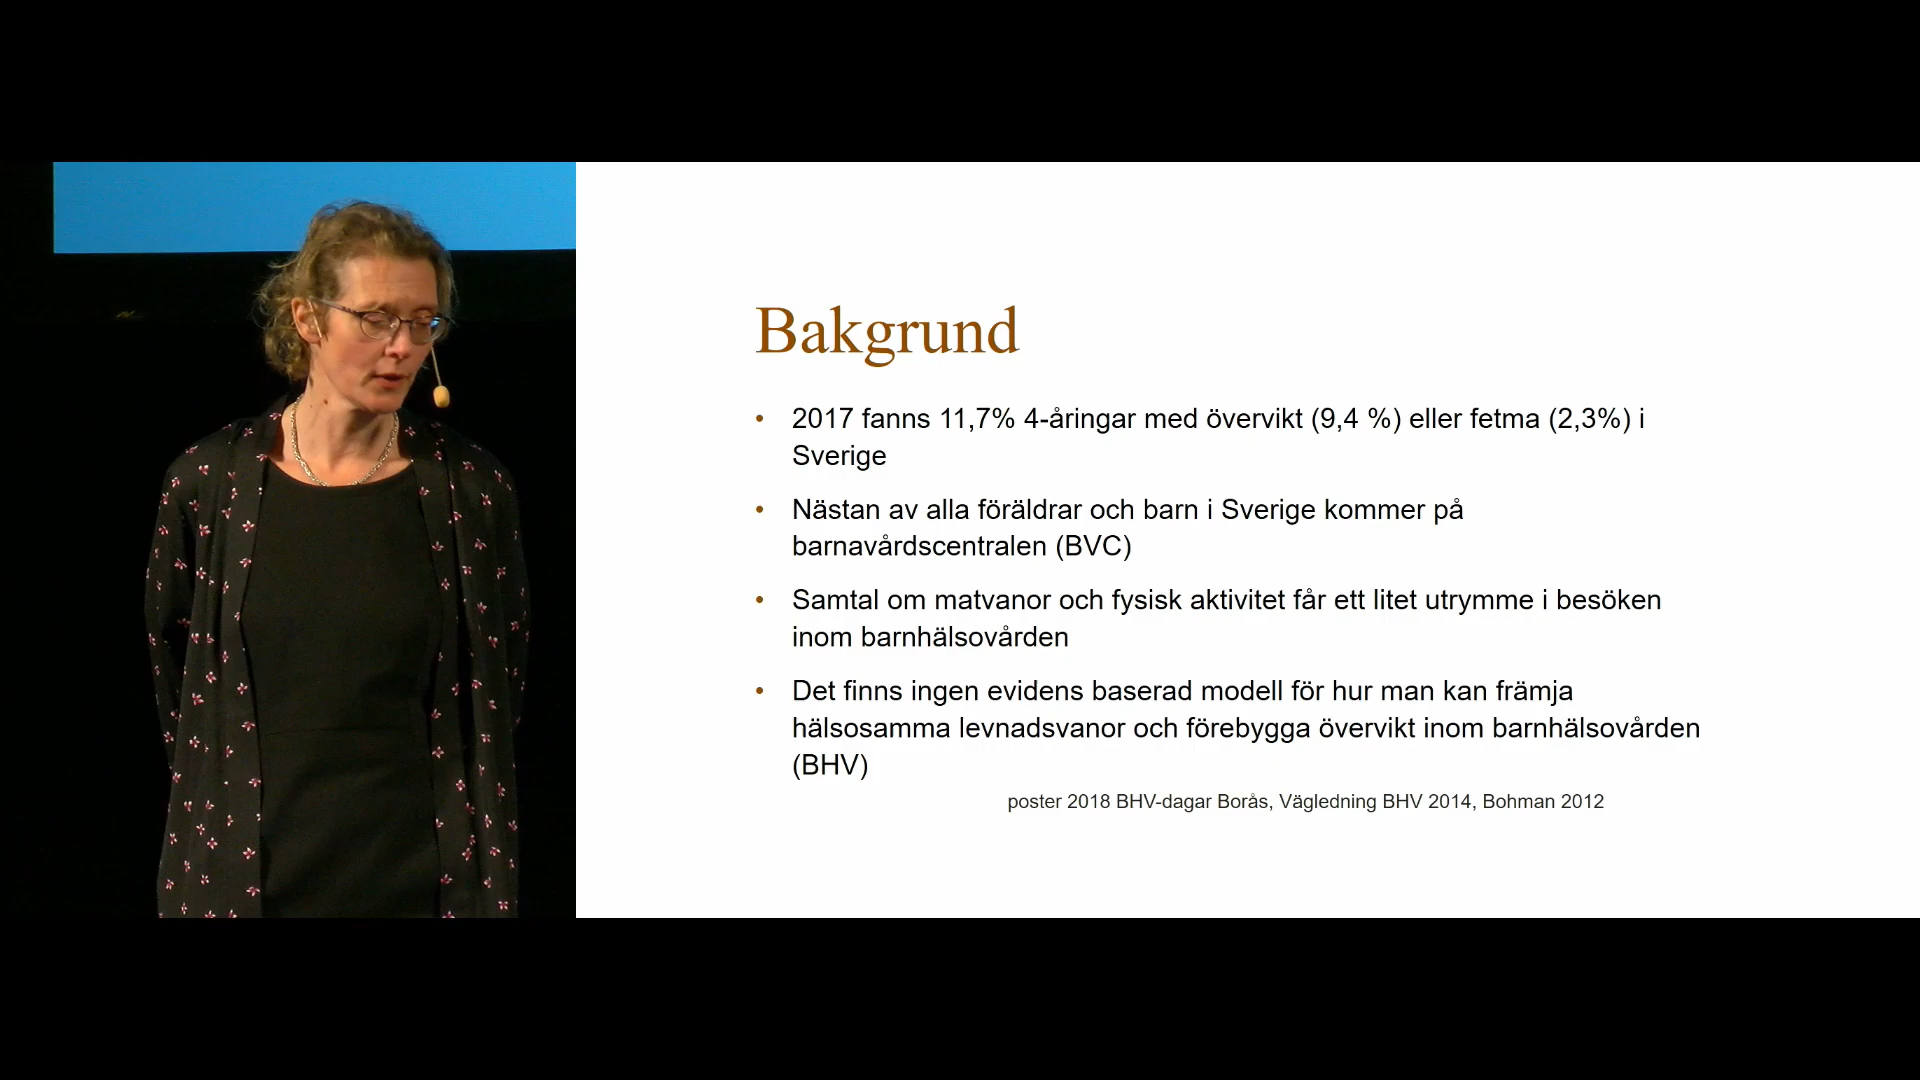 Bakgrund
• 2017 fanns 11,7% 4-åringar med övervikt (9,4 %) eller fetma (2,3%) i
Sverige
• Nästan av alla föräldrar och barn i Sverige kommer på
barnavårdscentralen (BVC)
• Samtal om matvanor och fysisk aktivitet får ett litet utrymme i besöken
inom barnhälsovården
• Det finns ingen evidens baserad modell för hur man kan främja
hälsosamma levnadsvanor och förebygga övervikt inom barnhälsovården
(BHV)
poster 2018 BHV-dagar Borås, Vägledning BHV 2014, Bohman 2012